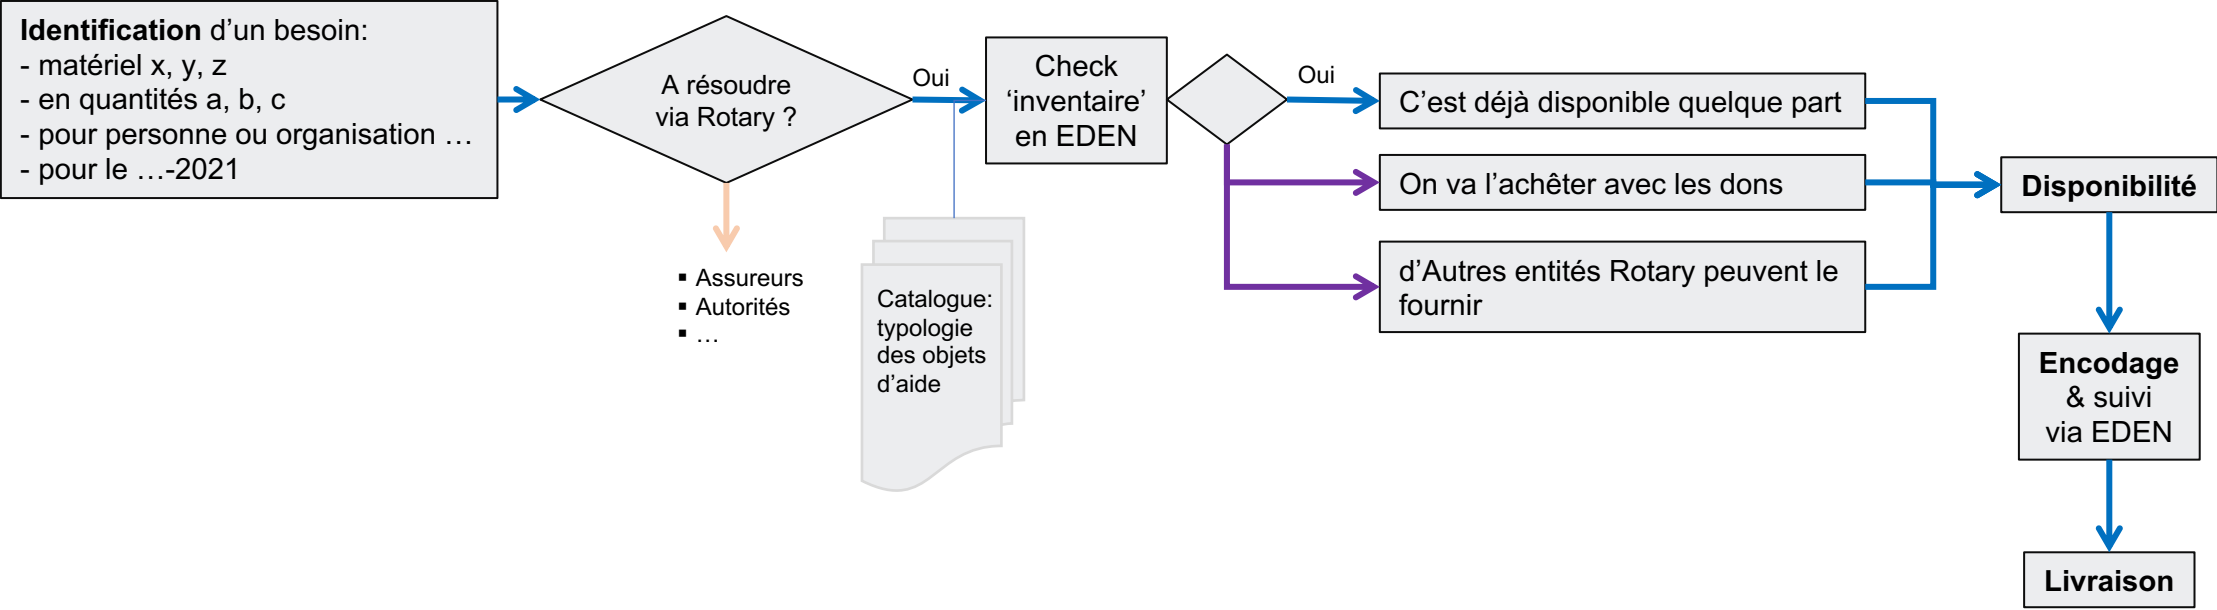 Identification d’un besoin:
- matériel x, y, z
- en quantités a, b, c
- pour personne ou organisation …
- pour le …-2021
A résoudre
via Rotary ?
Oui
Check
‘inventaire’
en EDEN
Oui
C’est déjà disponible quelque part
On va l’achêter avec les dons
d’Autres entités Rotary peuvent le
fournir
Disponibilité
▪ Assureurs
▪ Autorités
▪ …
Catalogue:
typologie
des objets
d’aide
Encodage
& suivi
via EDEN
Livraison